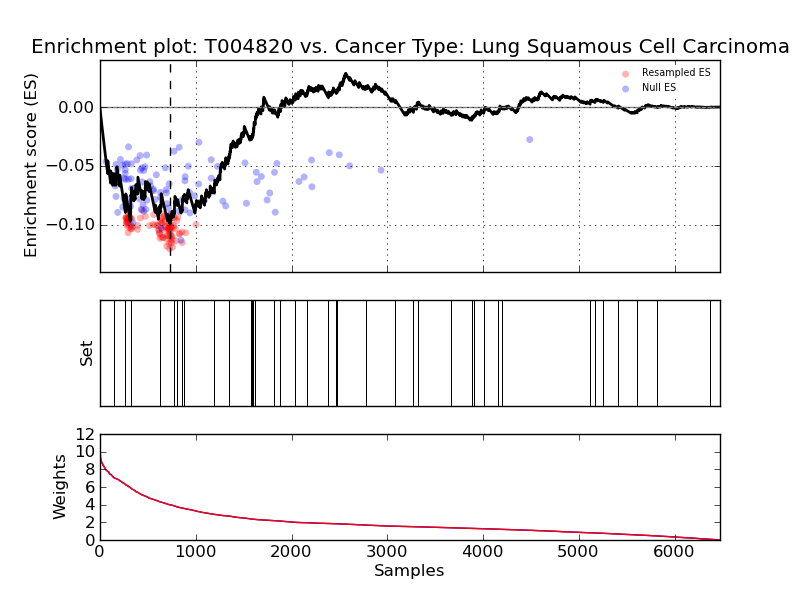 Enrichment plot: T004820 vs. Cancer Type: Lung Squamous Cell Carcinoma
Enrichment score (ES)
0.00
−0.05
−0.10
Resampled ES
Null ES
Set
Weights
12
10
8
6
4
2
0
0 1000 2000 3000 4000 5000 6000
Samples